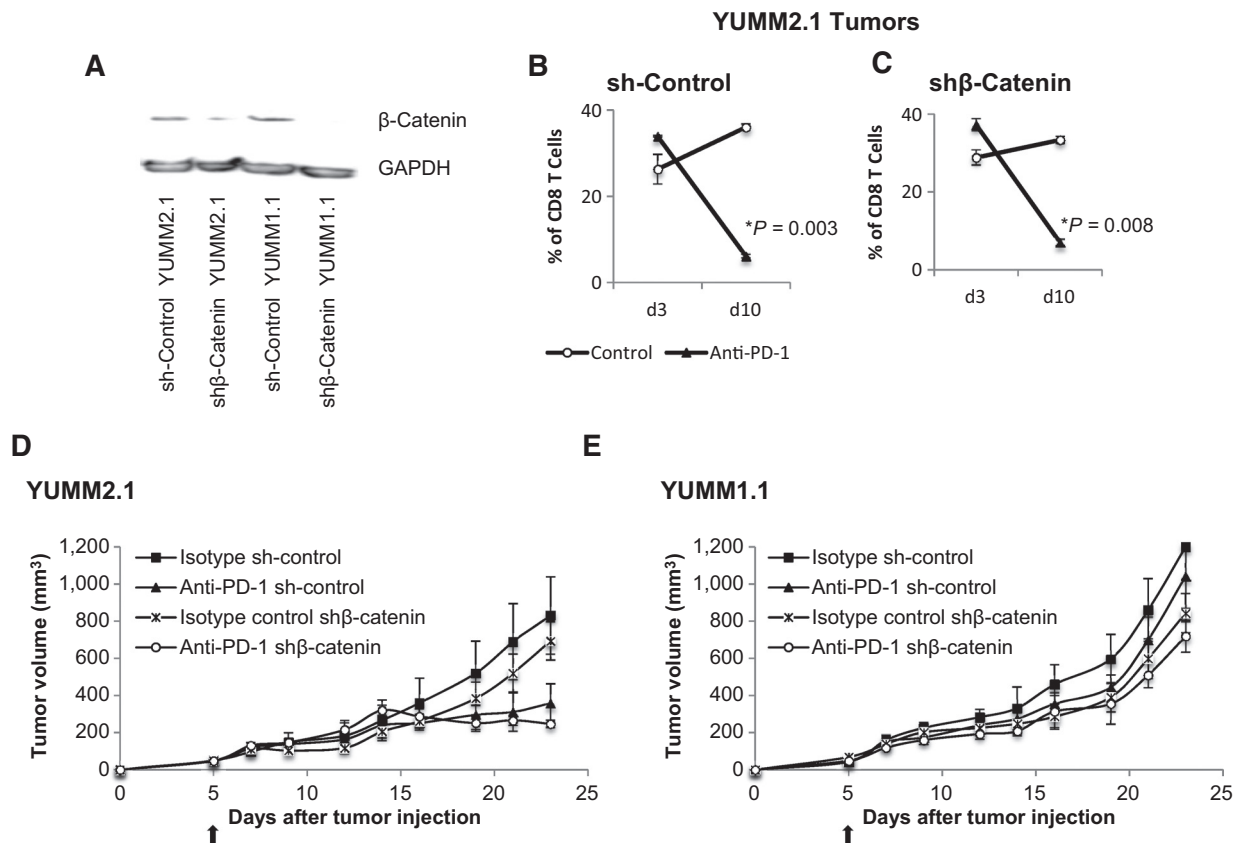 YUMM2.1 Tumors
A
β-Catenin
GAPDH
sh-Control YUMM2.1
shβ-Catenin YUMM2.1
sh-Control YUMM1.1
shβ-Catenin YUMM1.1
B
sh-Control
% of CD8 T Cells
40
20
0
*P = 0.003
d3 d10
Control Anti-PD-1
C
shβ-Catenin
% of CD8 T Cells
40
20
0
*P = 0.008
d3 d10
D
YUMM2.1
Tumor volume (mm³)
1,200
1,000
800
600
400
200
0
Isotype sh-control
Anti-PD-1 sh-control
Isotype control shβ-catenin
Anti-PD-1 shβ-catenin
0 5 10 15 20 25
Days after tumor injection
E
YUMM1.1
Tumor volume (mm³)
1,200
1,000
800
600
400
200
0
Isotype sh-control
Anti-PD-1 sh-control
Isotype control shβ-catenin
Anti-PD-1 shβ-catenin
0 5 10 15 20 25
Days after tumor injection